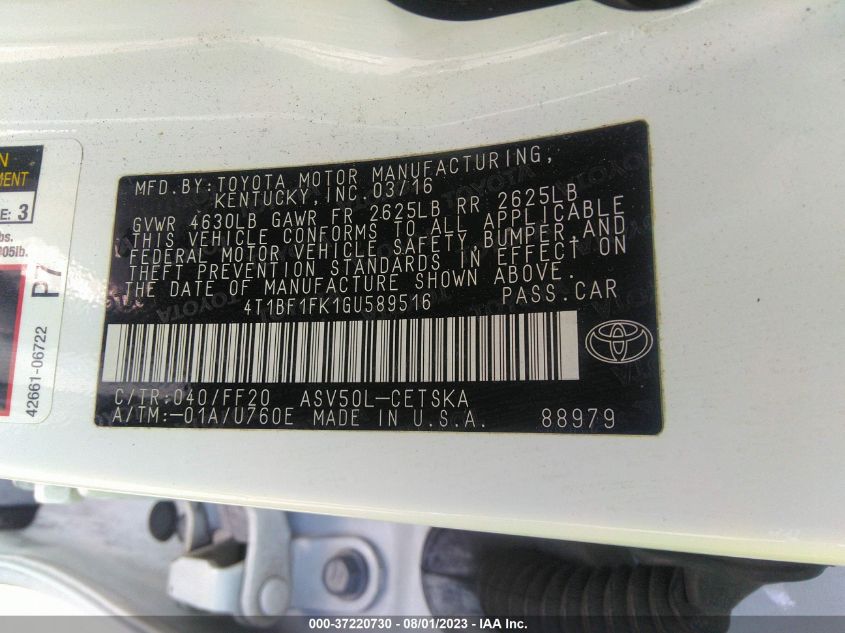 N
MENT
E: 3
bs.
05lb.
P7
42661-06722
MFD.BY:TOYOTA MOTOR MANUFACTURING,
KENTUCKY,INC.03/16
GVWR 4630LB GAWR FR 2625LB RR 2625LB
THIS VEHICLE CONFORMS TO ALL APPLICABLE
FEDERAL MOTOR VEHICLE SAFETY,BUMPER,AND
THEFT PREVENTION STANDARDS IN EFFECT ON
THE DATE OF MANUFACTURE SHOWN ABOVE.
4T1BF1FK1GU589516 PASS.CAR
C/TR:040/FF20 ASV50L-CETSKA
A/TM:-01A/U760E MADE IN U.S.A. 88979
000-37220730 - 08/01/2023 - IAA Inc.